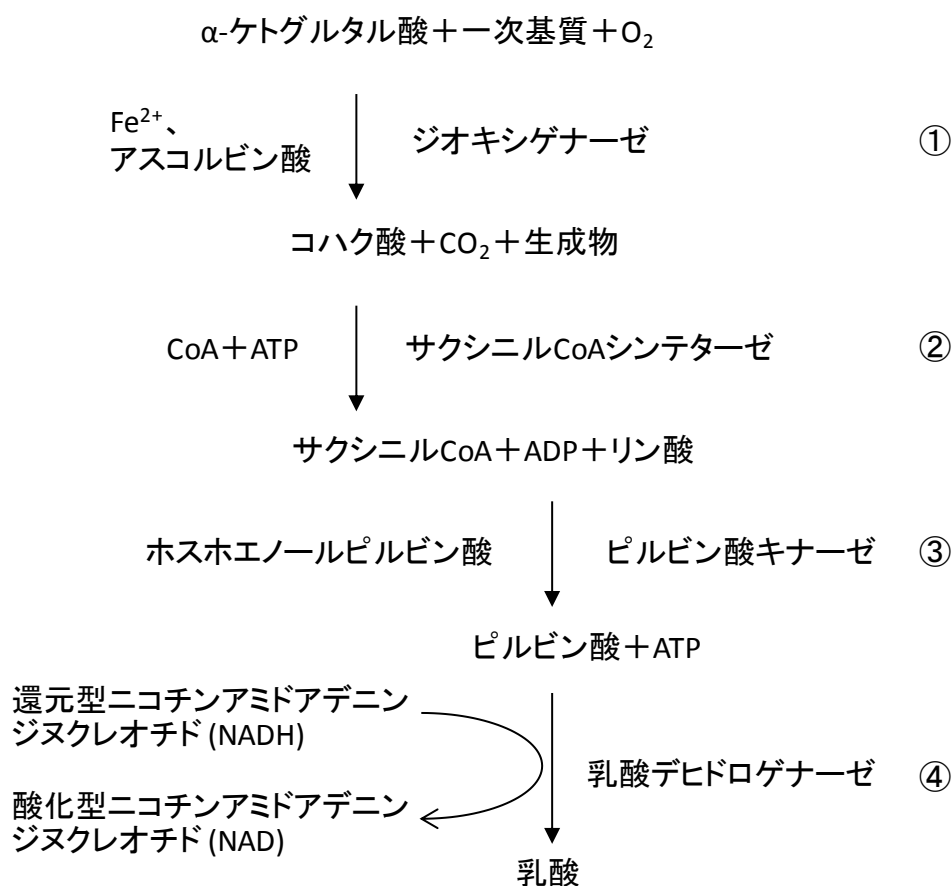 α-ケトグルタル酸＋一次基質＋O₂
Fe²⁺、
アスコルビン酸
ジオキシゲナーゼ
①
コハク酸＋CO₂＋生成物
CoA＋ATP
サクシニルCoAシンテターゼ
②
サクシニルCoA＋ADP＋リン酸
ホスホエノールピルビン酸
ピルビン酸キナーゼ
③
ピルビン酸＋ATP
還元型ニコチンアミドアデニン
ジヌクレオチド (NADH)
乳酸デヒドロゲナーゼ
④
酸化型ニコチンアミドアデニン
ジヌクレオチド (NAD)
乳酸